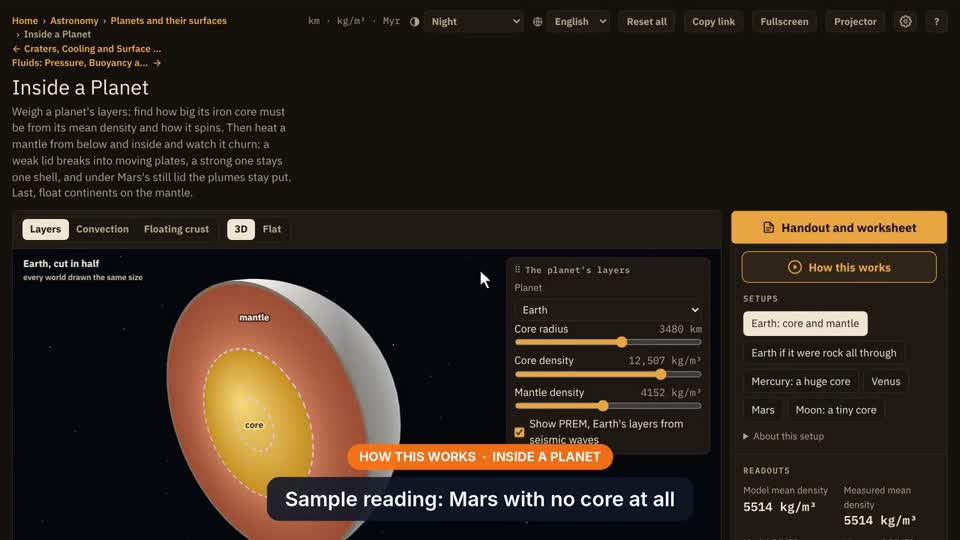 Home › Astronomy › Planets and their surfaces
› Inside a Planet
← Craters, Cooling and Surface ...
Fluids: Pressure, Buoyancy a... →
km · kg/m³ · Myr
Night
English
Reset all
Copy link
Fullscreen
Projector
?
Inside a Planet
Weigh a planet's layers: find how big its iron core must
be from its mean density and how it spins. Then heat a
mantle from below and inside and watch it churn: a
weak lid breaks into moving plates, a strong one stays
one shell, and under Mars's still lid the plumes stay put.
Last, float continents on the mantle.
Layers
Convection
Floating crust
3D
Flat
Earth, cut in half
every world drawn the same size
mantle
core
The planet's layers
Planet
Earth
Core radius 3480 km
Core density 12,507 kg/m³
Mantle density 4152 kg/m³
Show PREM, Earth's layers from
seismic waves
HOW THIS WORKS · INSIDE A PLANET
Sample reading: Mars with no core at all
Handout and worksheet
How this works
SETUPS
Earth: core and mantle
Earth if it were rock all through
Mercury: a huge core
Venus
Mars
Moon: a tiny core
▶ About this setup
READOUTS
Model mean density
5514 kg/m³
Measured mean
density
5514 kg/m³